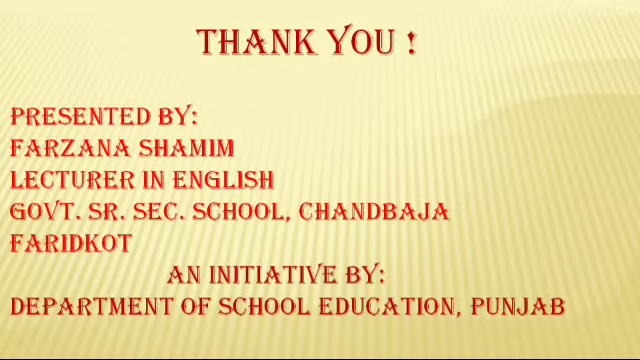 THANK YOU !
PRESENTED BY:
FARZANA SHAMIM
LECTURER IN ENGLISH
GOVT. SR. SEC. SCHOOL, CHANDBAJA
FARIDKOT
AN INITIATIVE BY:
DEPARTMENT OF SCHOOL EDUCATION, PUNJAB